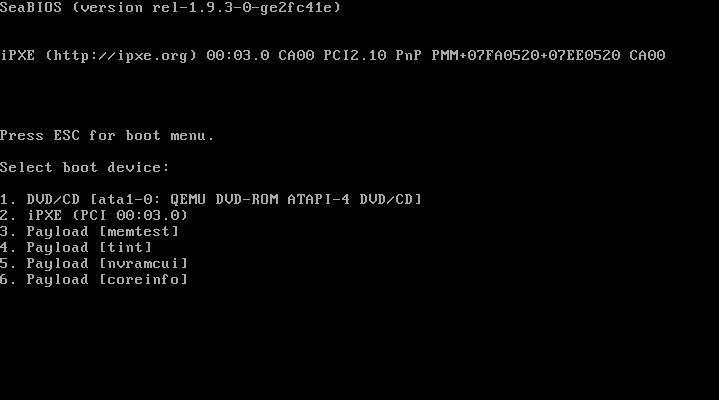 SeaBIOS (version rel-1.9.3-0-ge2fc41e)
iPXE (http://ipxe.org) 00:03.0 CA00 PCI2.10 PnP PMM+07FA0520+07EE0520 CA00
Press ESC for boot menu.
Select boot device:
1. DVD/CD [ata1-0: QEMU DVD-ROM ATAPI-4 DVD/CD]
2. iPXE (PCI 00:03.0)
3. Payload [memtest]
4. Payload [tint]
5. Payload [nvramcui]
6. Payload [coreinfo]